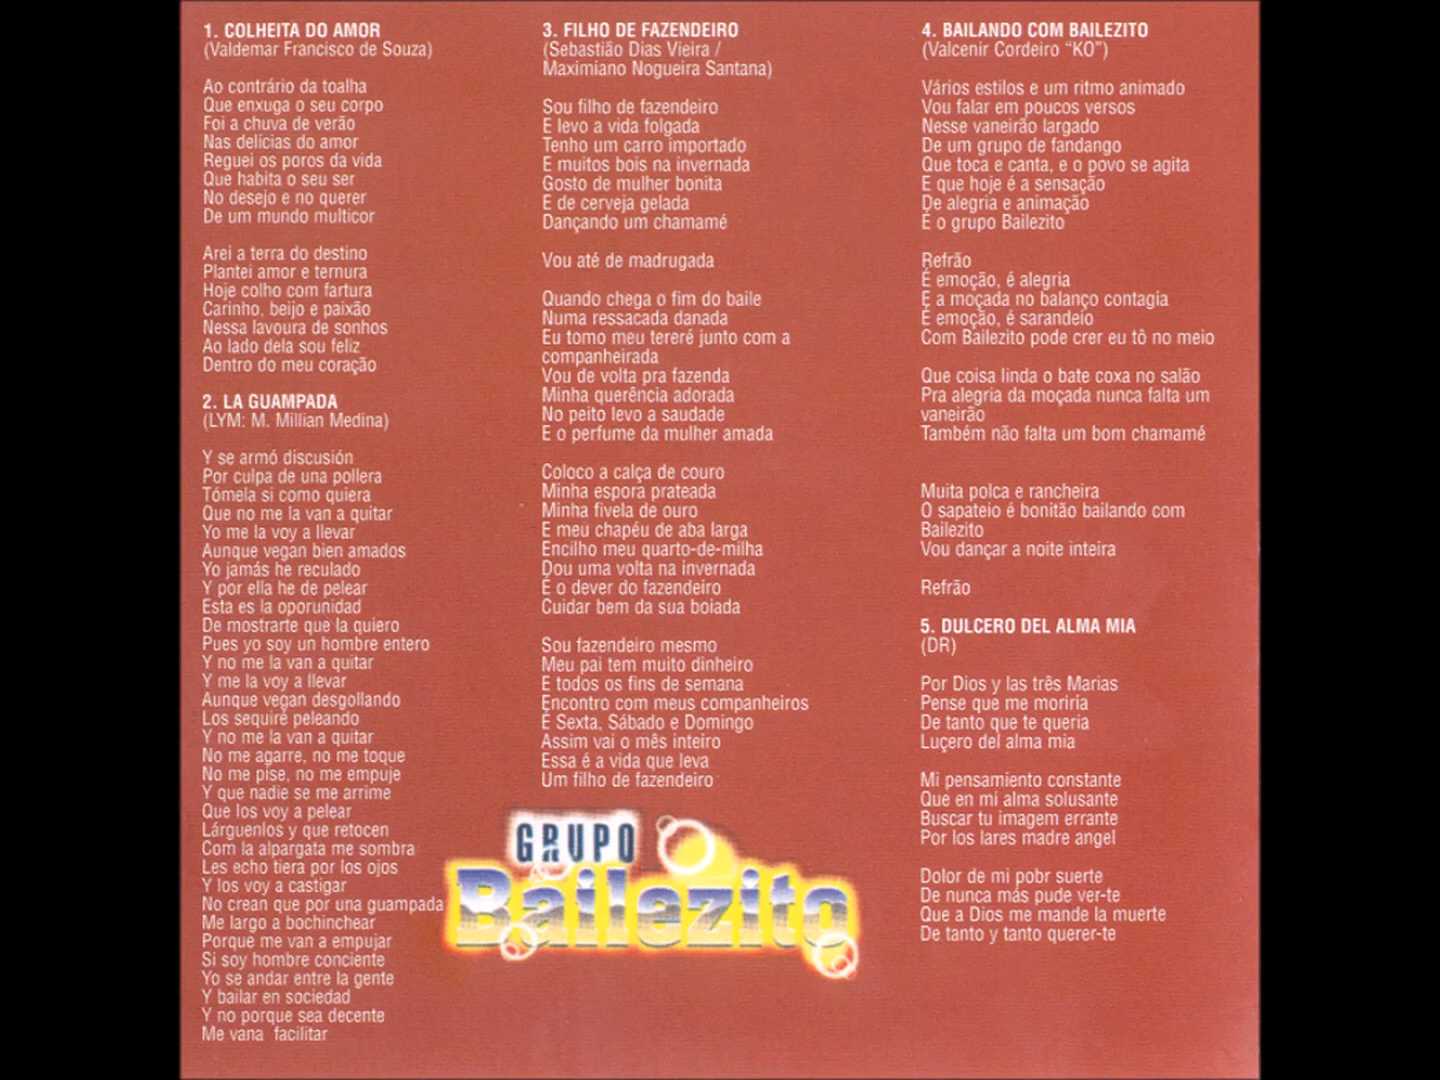 1. COLHEITA DO AMOR
(Valdemar Francisco de Souza)
Ao contrário da toalha
Que enxuga o seu corpo
Foi a chuva de verão
Nas delicias do amor
Reguei os poros da vida
Que habita o seu ser
No desejo e no querer
De um mundo multicor
Arei a terra do destino
Plantei amor e ternura
Hoje colho com fartura
Carinho, beijo e paixão
Nessa lavoura de sonhos
Ao lado dela sou feliz
Dentro do meu coração
2. LA GUAMPADA
(LYM: M. Millian Medina)
Y se armó discusión
Por culpa de una pollera
Tómela si como quiera
Que no me la van a quitar
Yo me la voy a llevar
Aunque vegan bien amados
Yo jamás he reculado
Y por ella he de pelear
Esta es la oporunidad
De mostrarte que la quiero
Pues yo soy un hombre entero
Y no me la van a quitar
Y me la voy a llevar
Aunque vegan desgollando
Los sequiré peleando
Y no me la van a quitar
No me agarre, no me toque
No me pise, no me empuje
Y que nadie se me arrime
Que los voy a pelear
Lárguenlos y que retocen
Com la alpargata me sombra
Les echo tiera por los ojos
Y los voy a castigar
No crean que por una guampada
Me largo a bochinchear
Porque me van a empujar
Si soy hombre conciente
Yo se andar entre la gente
Y bailar en sociedad
Y no porque sea decente
Me vana facilitar
3. FILHO DE FAZENDEIRO
(Sebastião Dias Vieira /
Maximiano Nogueira Santana)
Sou filho de fazendeiro
E levo a vida folgada
Tenho um carro importado
E muitos bois na invernada
Gosto de mulher bonita
E de cerveja gelada
Dançando um chamamé
Vou até de madrugada
Quando chega o fim do baile
Numa ressacada danada
Eu tomo meu tereré junto com a
companheirada
Vou de volta pra fazenda
Minha querência adorada
No peito levo a saudade
E o perfume da mulher amada
Coloco a calça de couro
Minha espora prateada
Minha fivela de ouro
E meu chapéu de aba larga
Encilho meu quarto-de-milha
Dou uma volta na invernada
É o dever do fazendeiro
Cuidar bem da sua boiada
Sou fazendeiro mesmo
Meu pai tem muito dinheiro
E todos os fins de semana
Encontro com meus companheiros
É Sexta, Sábado e Domingo
Assim vai o mês inteiro
Essa é a vida que leva
Um filho de fazendeiro
GRUPO
Bailezito
4. BAILANDO COM BAILEZITO
(Valcenir Cordeiro “KO”)
Vários estilos e um ritmo animado
Vou falar em poucos versos
Nesse vaneirão largado
De um grupo de fandango
Que toca e canta, e o povo se agita
E que hoje é a sensação
De alegria e animação
É o grupo Bailezito
Refrão
É emoção, é alegria
E a moçada no balanço contagia
É emoção, é sarandeio
Com Bailezito pode crer eu tô no meio
Que coisa linda o bate coxa no salão
Pra alegria da moçada nunca falta um
vaneirão
Também não falta um bom chamamé
Muita polca e rancheira
O sapateio é bonitão bailando com
Bailezito
Vou dançar a noite inteira
Refrão
5. DULCERO DEL ALMA MIA
(DR)
Por Dios y las três Marias
Pense que me moriria
De tanto que te queria
Luçero del alma mia
Mi pensamiento constante
Que en mi alma solusante
Buscar tu imagem errante
Por los lares madre angel
Dolor de mi pobr suerte
De nunca más pude ver-te
Que a Dios me mande la muerte
De tanto y tanto querer-te